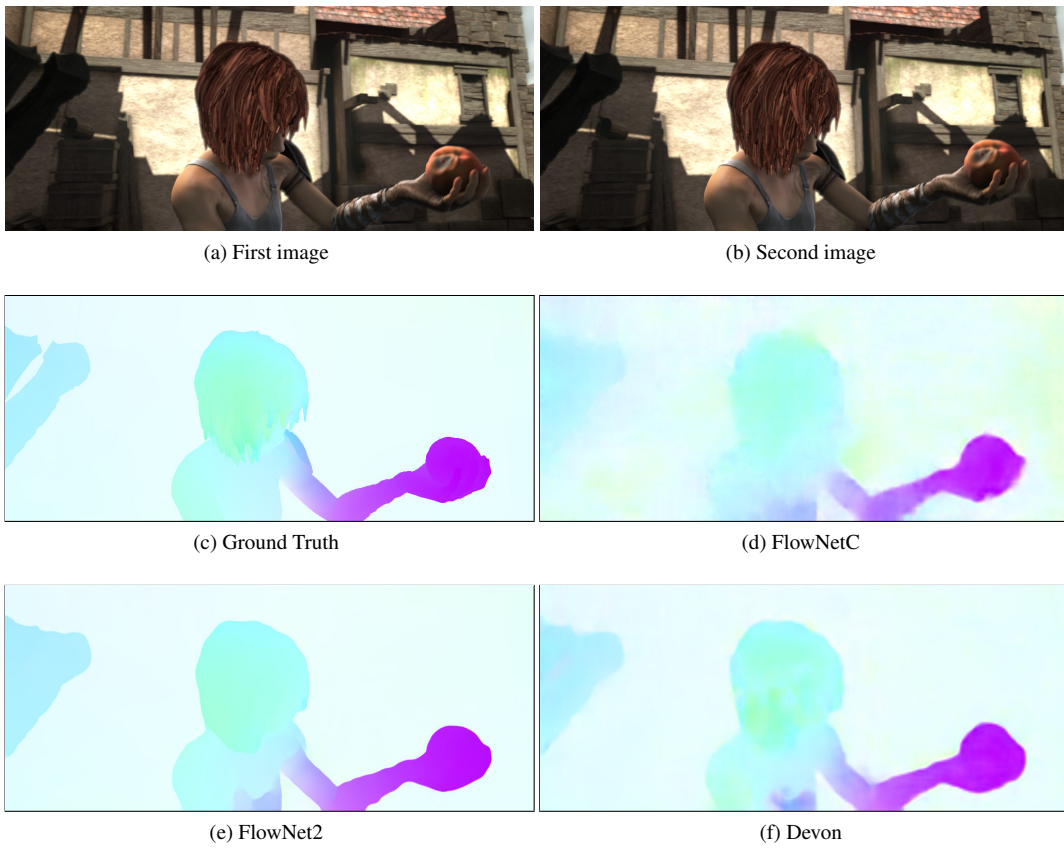 (a) First image
(b) Second image
(c) Ground Truth
(d) FlowNetC
(e) FlowNet2
(f) Devon